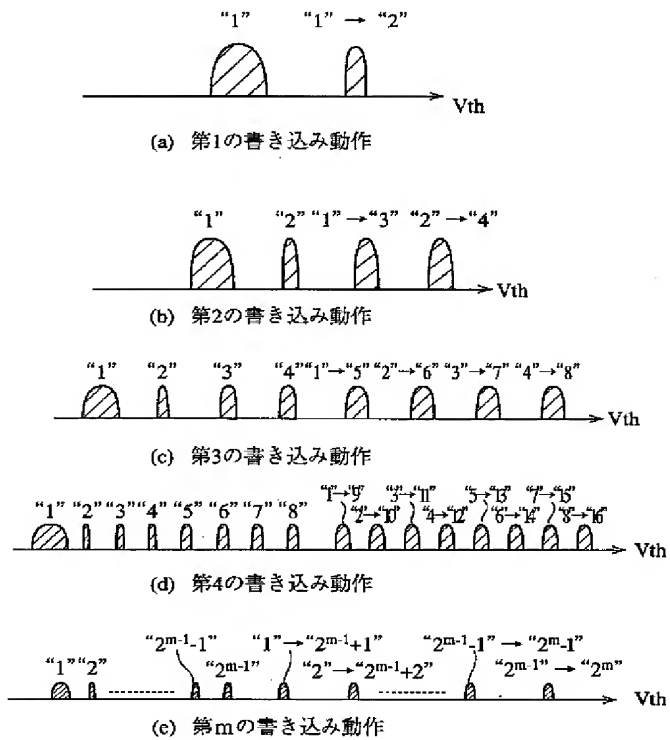 “1” “1” → “2”
Vth
(a) 第1の書き込み動作
“1” “2” “1” →“3” “2” →“4”
Vth
(b) 第2の書き込み動作
“1” “2” “3” “4” “1”→“5” “2”→“6” “3”→“7” “4”→“8”
Vth
(c) 第3の書き込み動作
“1”→“9” “3”→“11” “5”→“13” “7”→“15”
“1” “2” “3” “4” “5” “6” “7” “8” “2”→“10” “4”→“12” “6”→“14” “8”→“16”
Vth
(d) 第4の書き込み動作
“2ᵐ⁻¹-1” “1”→“2ᵐ⁻¹+1” “2ᵐ⁻¹-1” → “2ᵐ-1”
“1” “2” “2ᵐ⁻¹” “2”→“2ᵐ⁻¹+2” “2ᵐ⁻¹” → “2ᵐ”
Vth
(e) 第mの書き込み動作